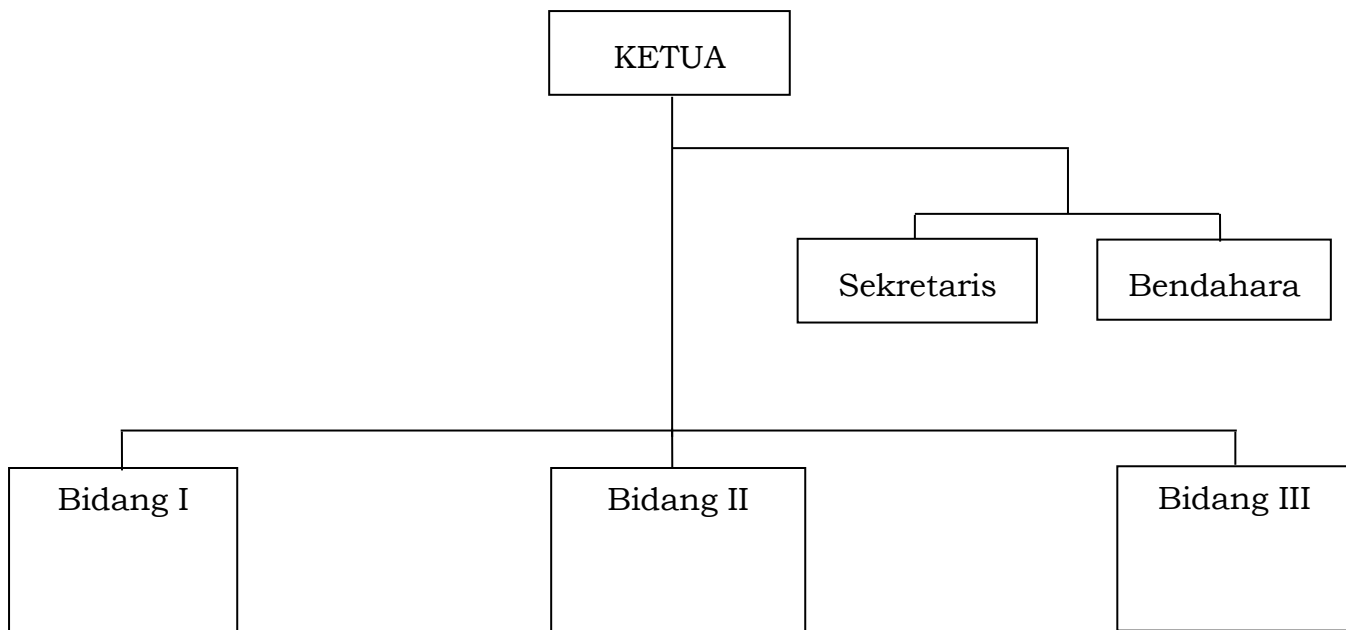 KETUA
Sekretaris
Bendahara
Bidang I
Bidang II
Bidang III